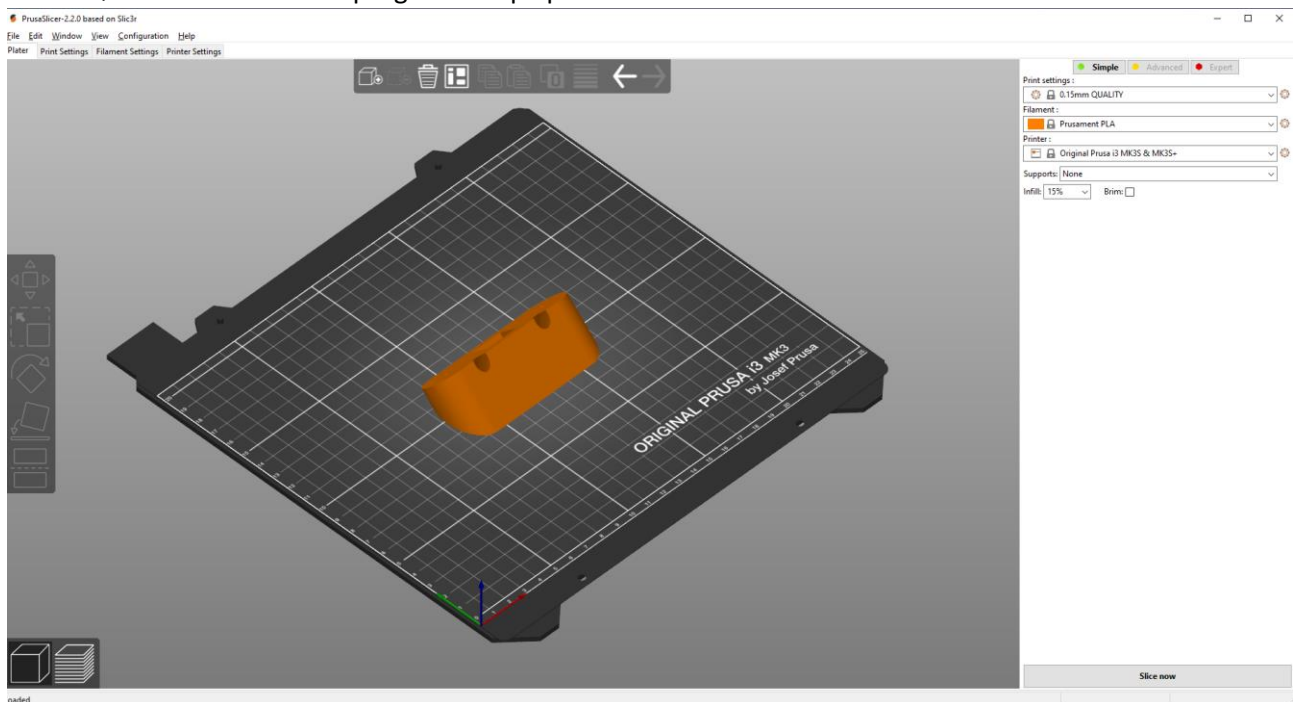 PrusaSlicer-2.2.0 based on Slic3r
File Edit Window View Configuration Help
Plater Print Settings Filament Settings Printer Settings
Simple Advanced Expert
Print settings :
0.15mm QUALITY
Filament :
Prusament PLA
Printer :
Original Prusa i3 MK3S & MK3S+
Supports: None
Infill: 15% Brim:
ORIGINAL PRUSA i3 MK3
by Josef Prusa
Slice now